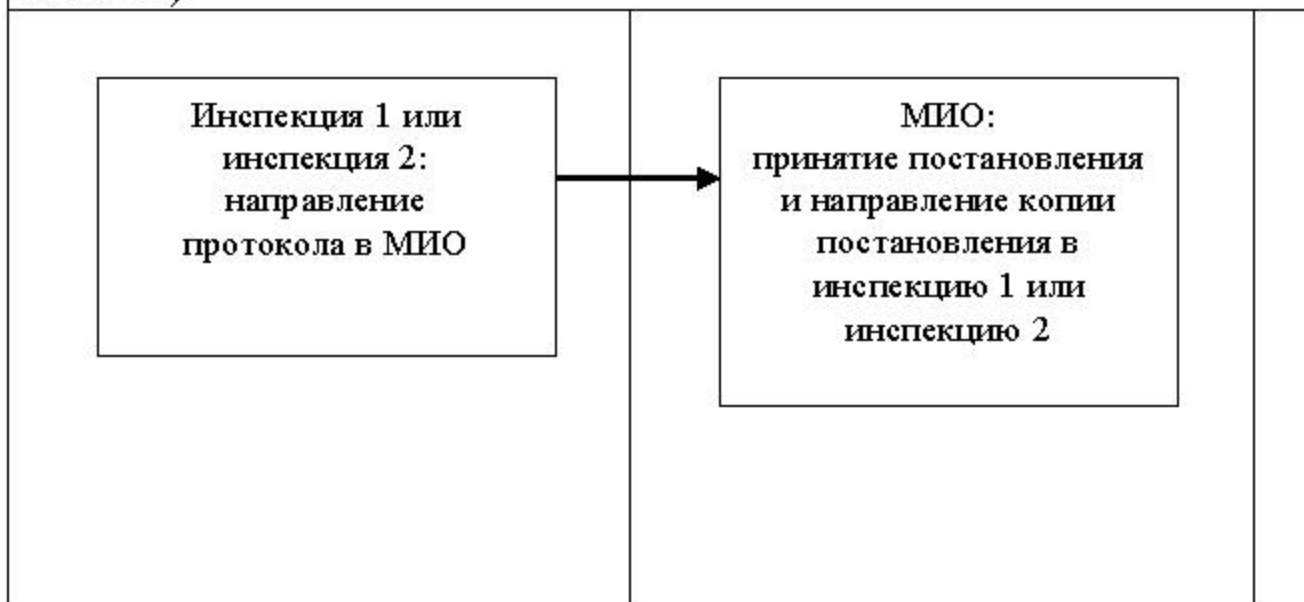 Инспекция 1 или
инспекция 2:
направление
протокола в МИО
МИО:
принятие постановления
и направление копии
постановления в
инспекцию 1 или
инспекцию 2